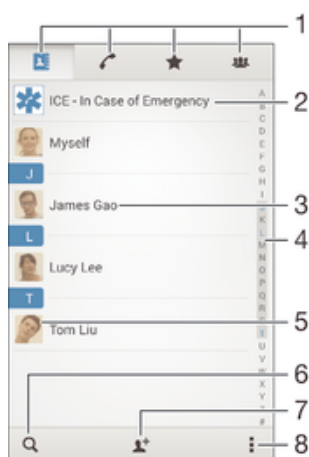 1
ICE - In Case of Emergency
2
Myself
J
James Gao
3
L
4
Lucy Lee
T
Tom Liu
5
A
B
C
D
E
F
G
H
I
J
K
L
M
N
O
P
Q
R
T
U
V
W
X
Y
#
6
7
8